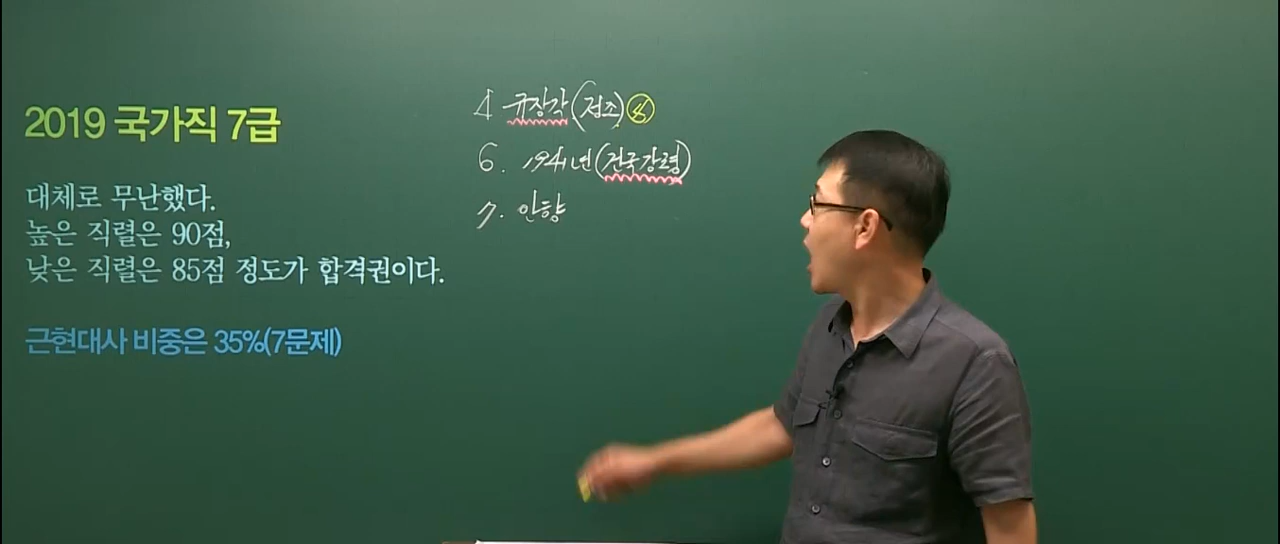 2019 국가직 7급
대체로 무난했다.
높은 직렬은 90점,
낮은 직렬은 85점 정도가 합격권이다.
근현대사 비중은 35%(7문제)
4 규장각(정조)
6. 1941년(건국강령)
7. 안향